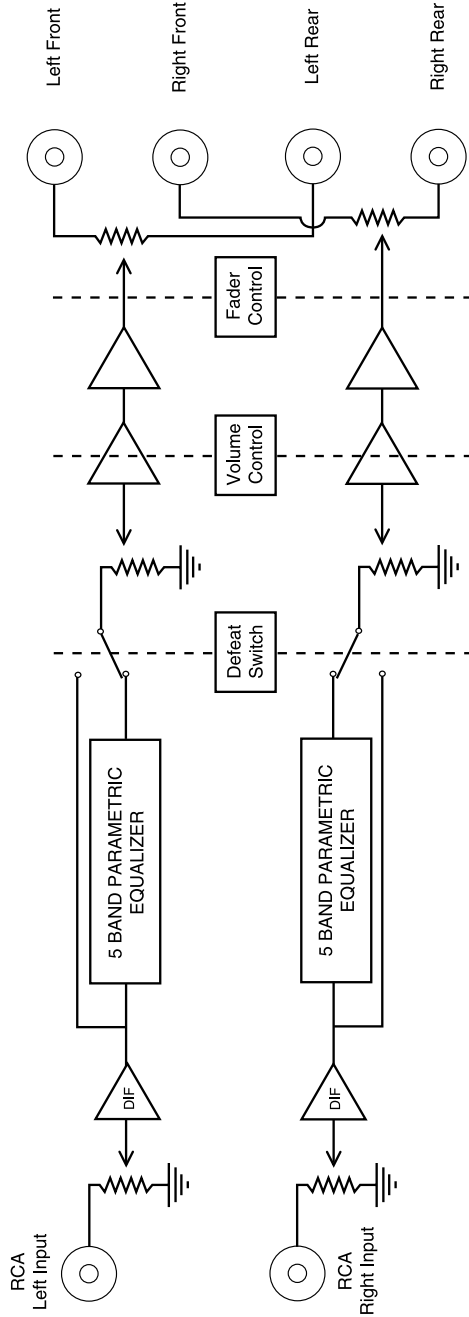 RCA
Left Input
DIF
5 BAND PARAMETRIC
EQUALIZER
Left Front
Right Front
Defeat
Switch
Volume
Control
Fader
Control
Left Rear
Right Rear
RCA
Right Input
DIF
5 BAND PARAMETRIC
EQUALIZER